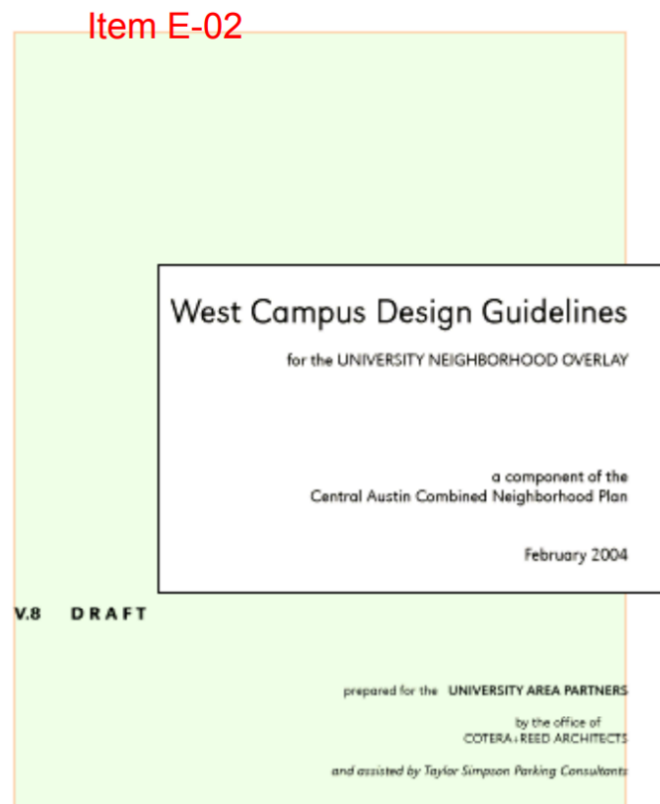 Item E-02
West Campus Design Guidelines
for the UNIVERSITY NEIGHBORHOOD OVERLAY
a component of the
Central Austin Combined Neighborhood Plan
February 2004
V.8 DRAFT
prepared for the UNIVERSITY AREA PARTNERS
by the office of
COTERA+REED ARCHITECTS
and assisted by Taylor Simpson Parking Consultants